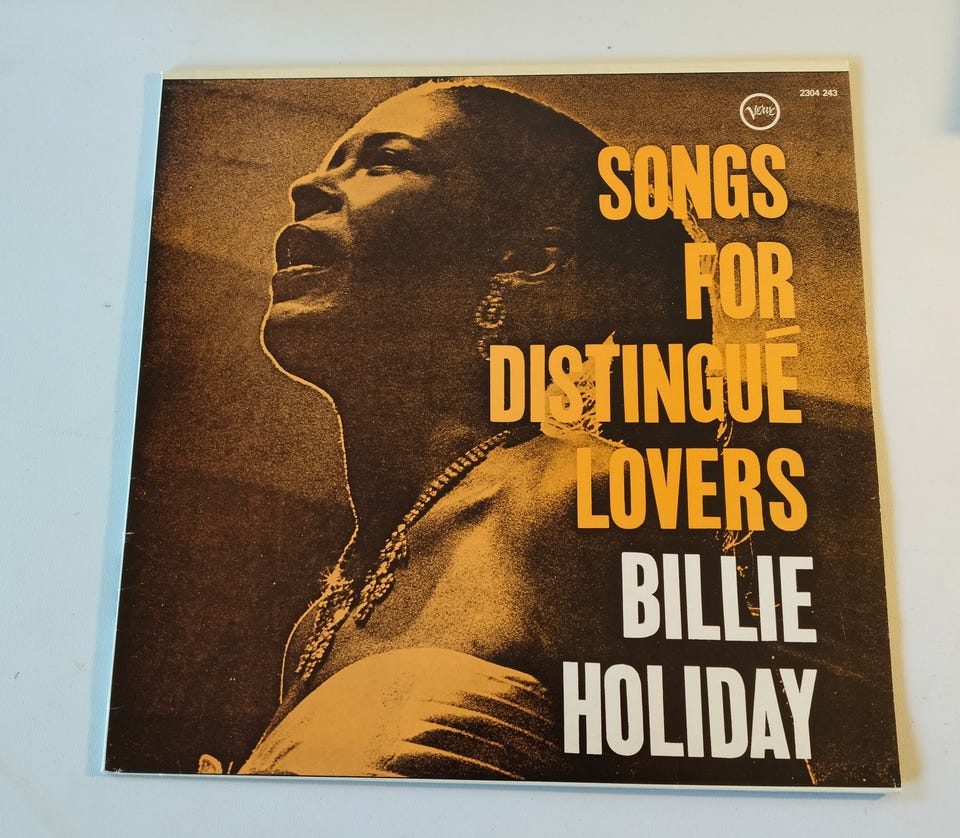 Verve
2304 243
SONGS
FOR
DISTINGUÉ
LOVERS
BILLIE
HOLIDAY